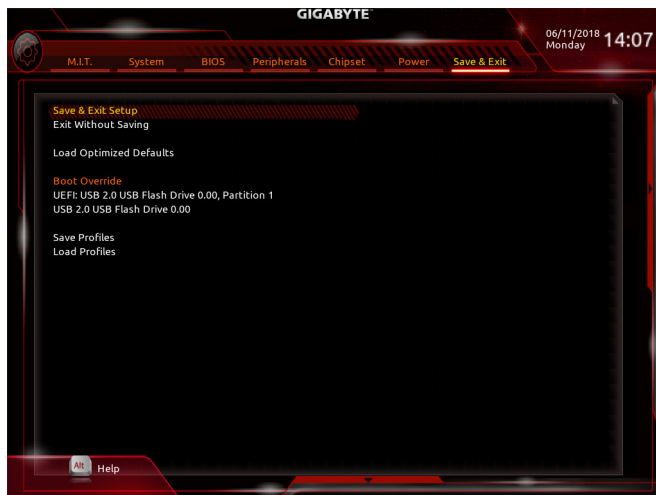 GIGABYTE™
06/11/2018 14:07
Monday
M.I.T. System BIOS Peripherals Chipset Power Save & Exit
Save & Exit Setup
Exit Without Saving
Load Optimized Defaults
Boot Override
UEFI: USB 2.0 USB Flash Drive 0.00, Partition 1
USB 2.0 USB Flash Drive 0.00
Save Profiles
Load Profiles
Alt Help